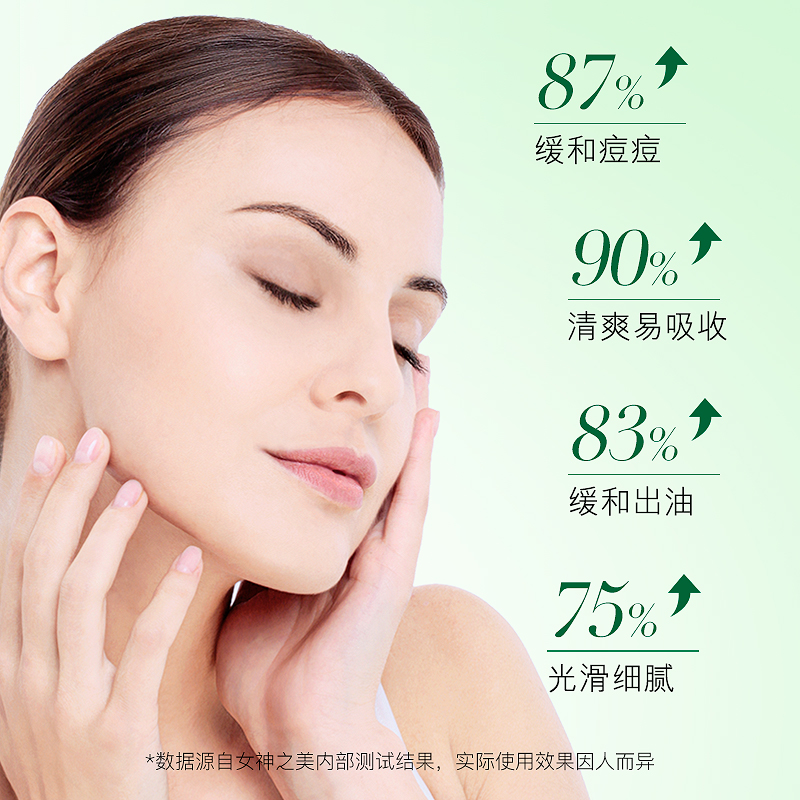 87%
缓和痘痘
90%
清爽易吸收
83%
缓和出油
75%
光滑细腻
*数据源自女神之美内部测试结果，实际使用效果因人而异